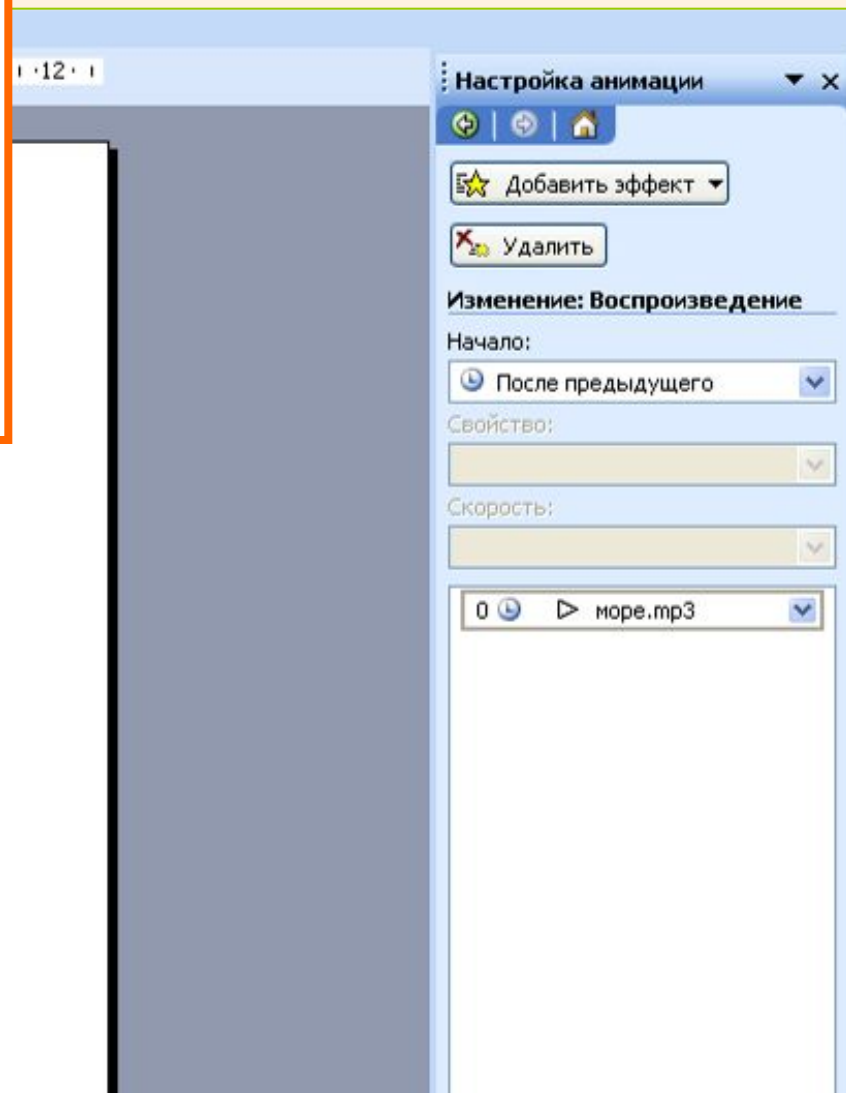 12
Настройка анимации
Добавить эффект
Удалить
Изменение: Воспроизведение
Начало:
После предыдущего
Свойство:
Скорость:
0 море.mp3